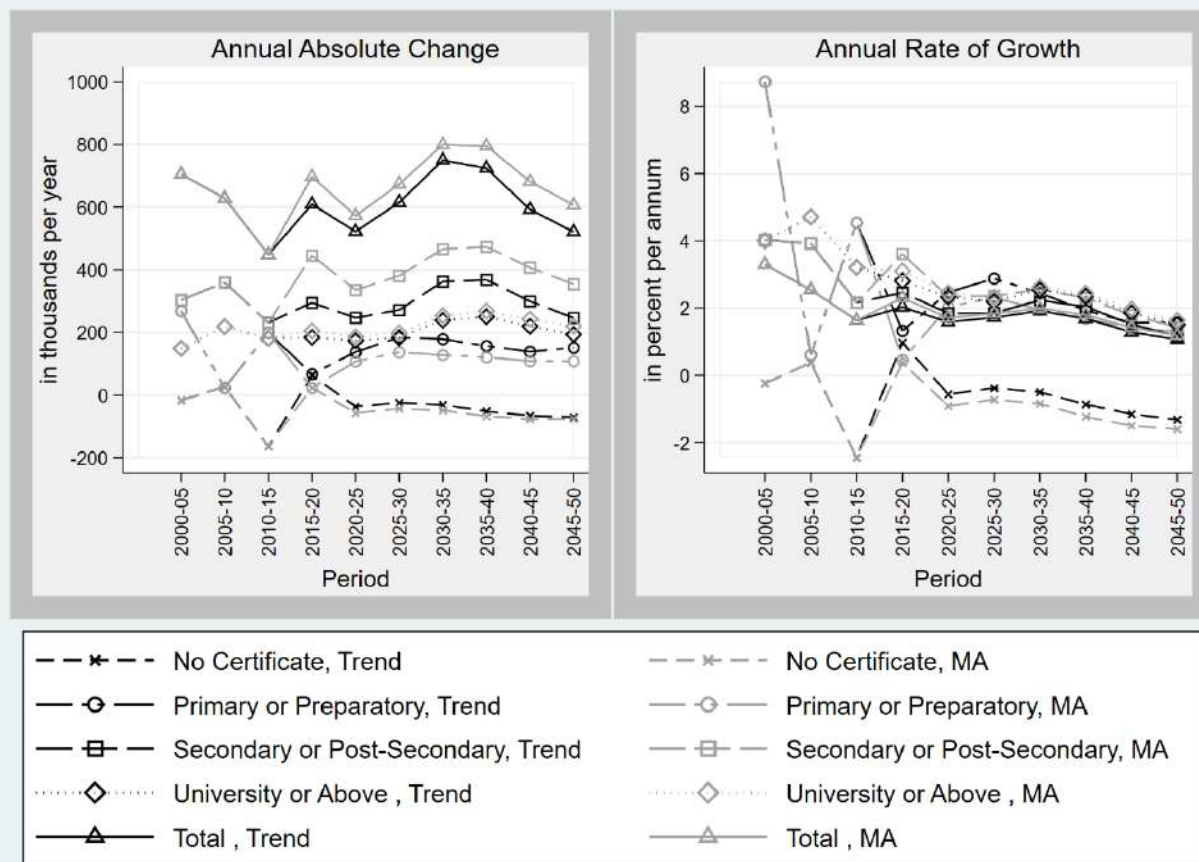 Annual Absolute Change
in thousands per year
1000
800
600
400
200
0
-200
2000-05
2005-10
2010-15
2015-20
2020-25
2025-30
2030-35
2035-40
2040-45
2045-50
Period
Annual Rate of Growth
in percent per annum
8
6
4
2
0
-2
2000-05
2005-10
2010-15
2015-20
2020-25
2025-30
2030-35
2035-40
2040-45
2045-50
Period
No Certificate, Trend
No Certificate, MA
Primary or Preparatory, Trend
Primary or Preparatory, MA
Secondary or Post-Secondary, Trend
Secondary or Post-Secondary, MA
University or Above , Trend
University or Above , MA
Total , Trend
Total , MA